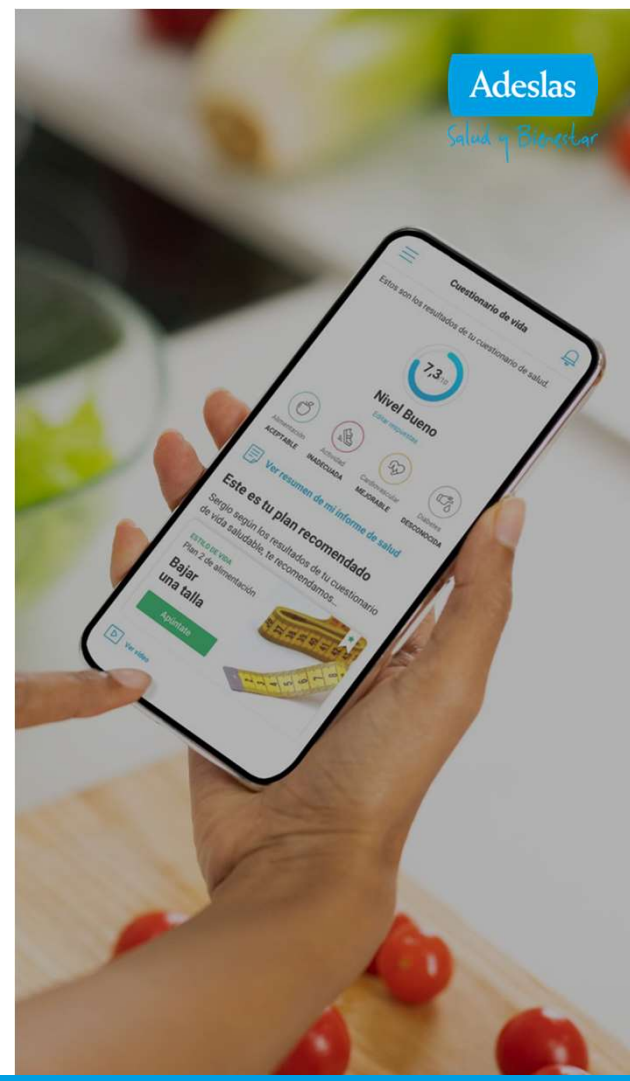 Adeslas
Salud y Bienestar
Cuestionario de vida
Estos son los resultados de tu cuestionario de salud.
7,3/10
Nivel Bueno
Editar respuestas
Alimentación
ACEPTABLE
Actividad
INADECUADA
Cardiovascular
MEJORABLE
Diabetes
DESCONOCIDA
Ver resumen de mi informe de salud
Este es tu plan recomendado
Sergio según los resultados de tu cuestionario
de vida saludable, te recomendamos...
ESTILO DE VIDA
Plan 2 de alimentación
Bajar
una talla
Apúntate
Ver vídeo